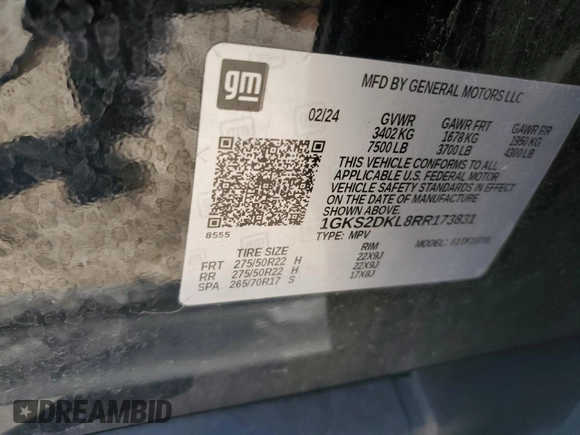 gm
MFD BY GENERAL MOTORS LLC
02/24 GVWR GAWR FRT GAWR RR
3402 KG 1678 KG 1950 KG
7500 LB 3700 LB 4300 LB
THIS VEHICLE CONFORMS TO ALL
APPLICABLE U.S. FEDERAL MOTOR
VEHICLE SAFETY STANDARDS IN EFFECT
ON THE DATE OF MANUFACTURE
SHOWN ABOVE.
1GKS2DKL8RR173831
TYPE: MPV MODEL:
8555
TIRE SIZE RIM
FRT 275/50R22 H 22X9J
RR 275/50R22 H 22X9J
SPA 265/70R17 S 17X8J
DREAMBID